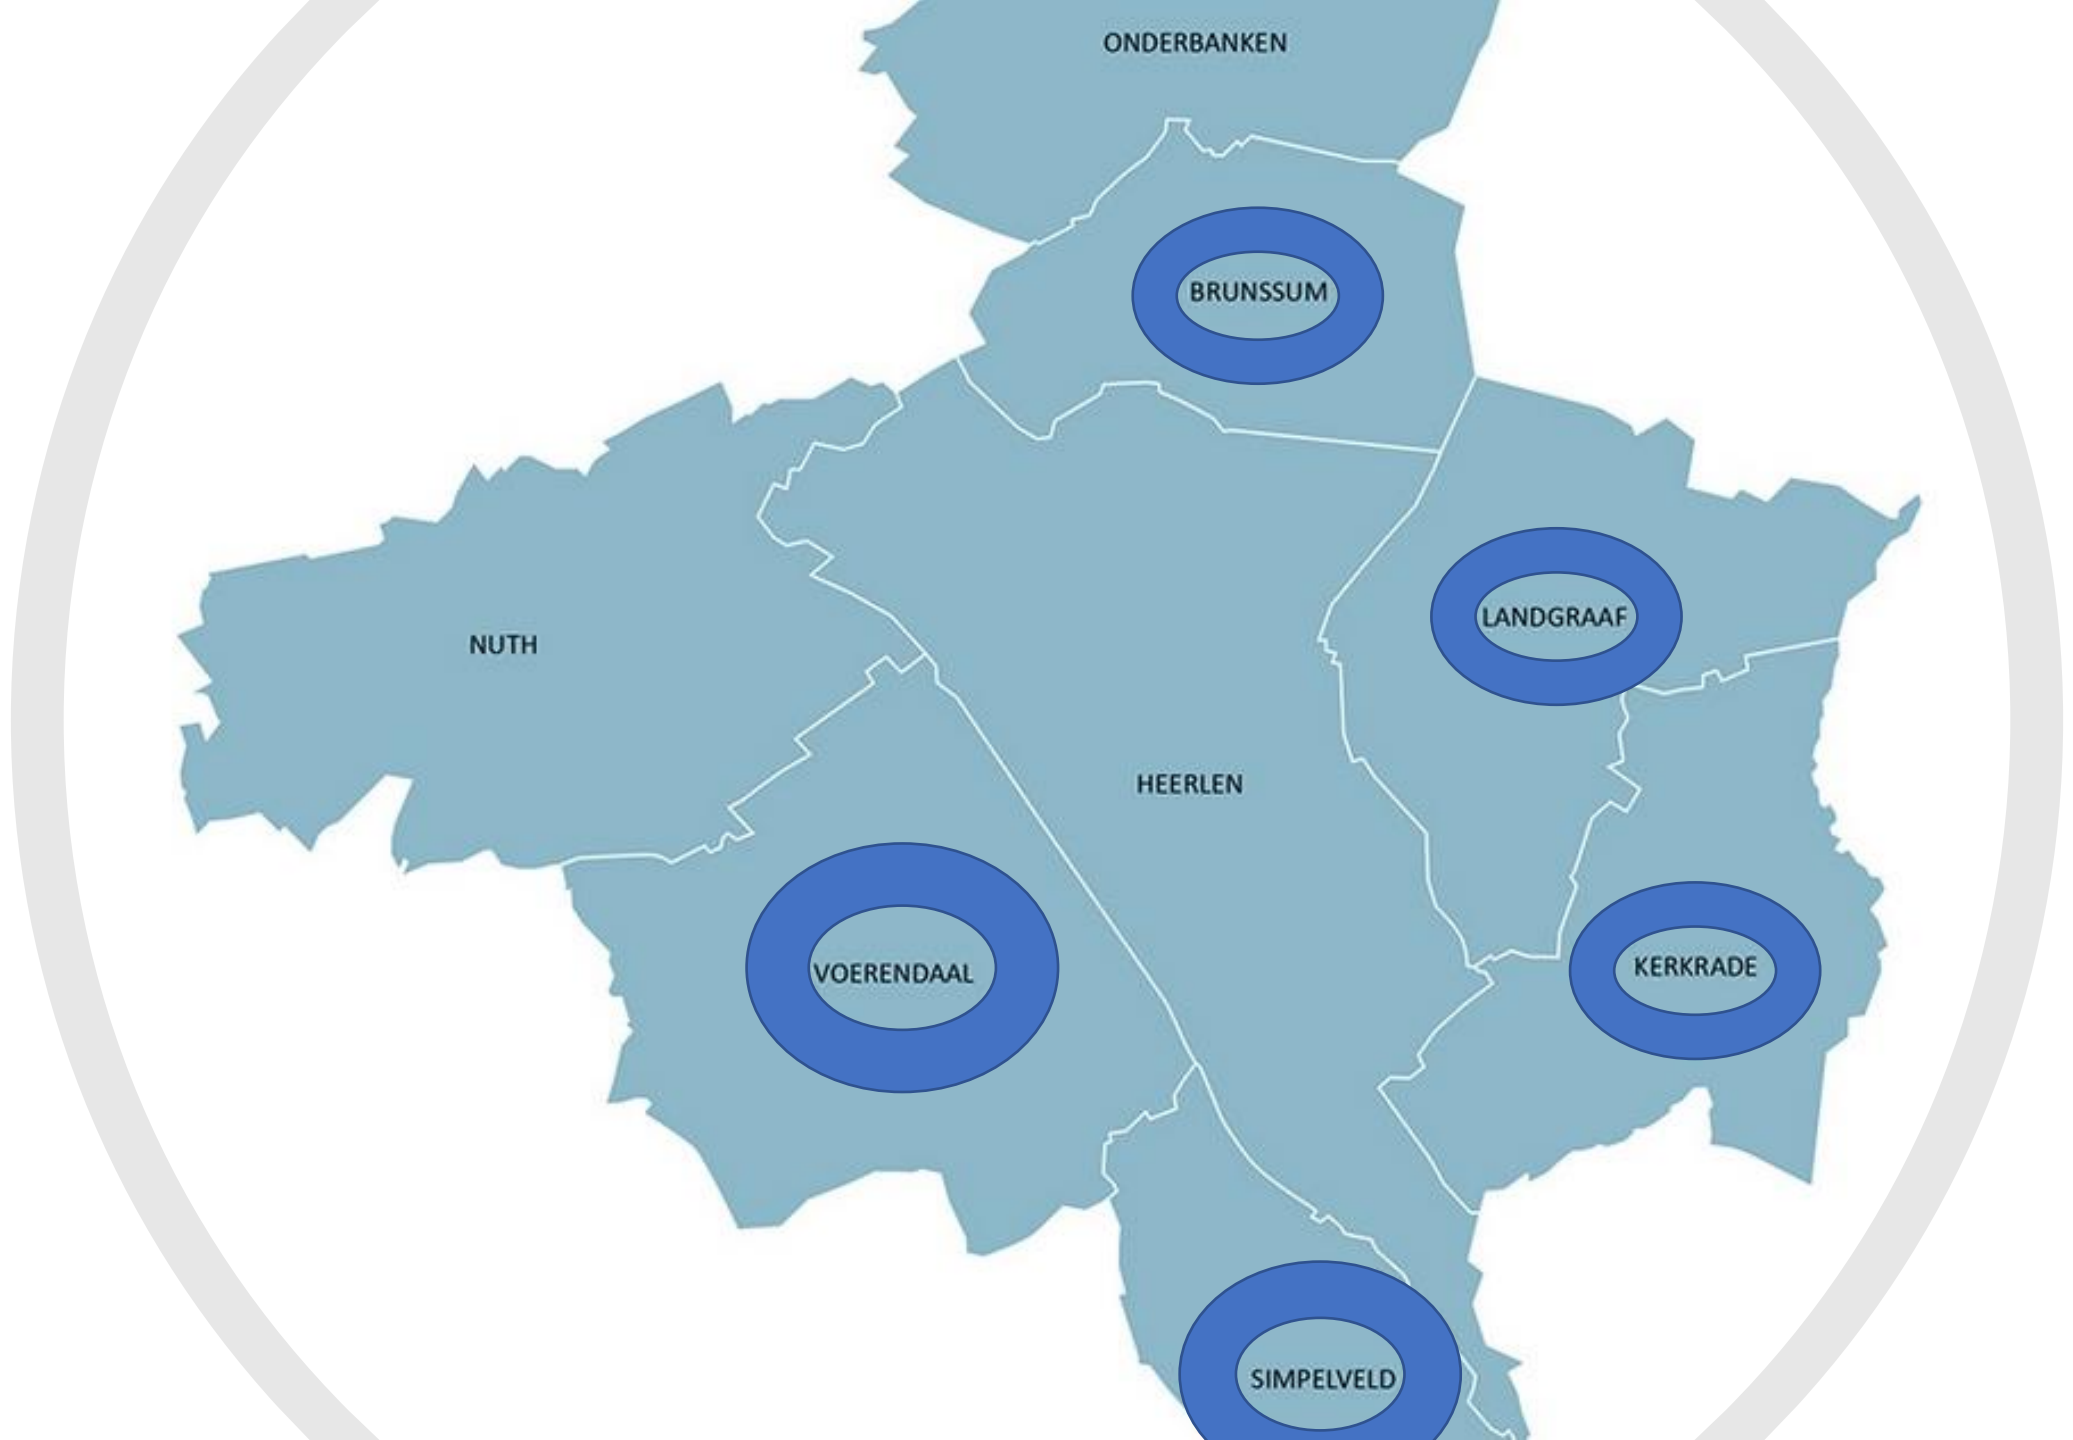 ONDERBANKEN
BRUNSSUM
LANDGRAAF
NUTH
HEERLEN
VOERENDAAL
KERKRADE
SIMPELVELD